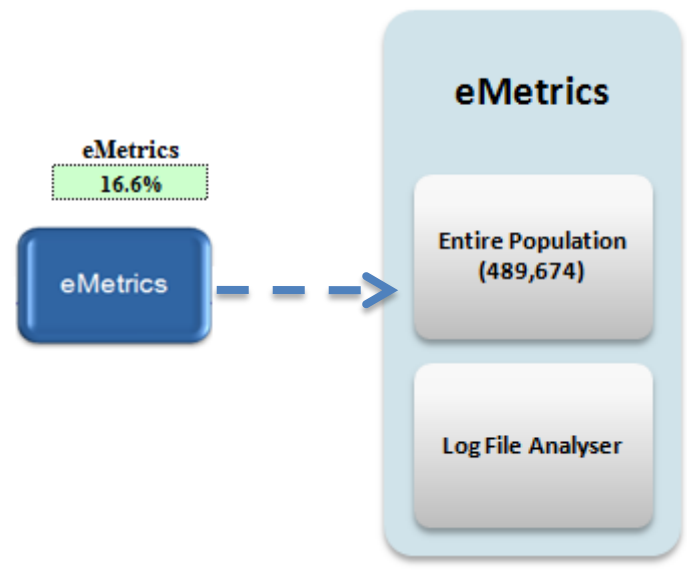 eMetrics
16.6%
eMetrics
eMetrics
Entire Population
(489,674)
Log File Analyser